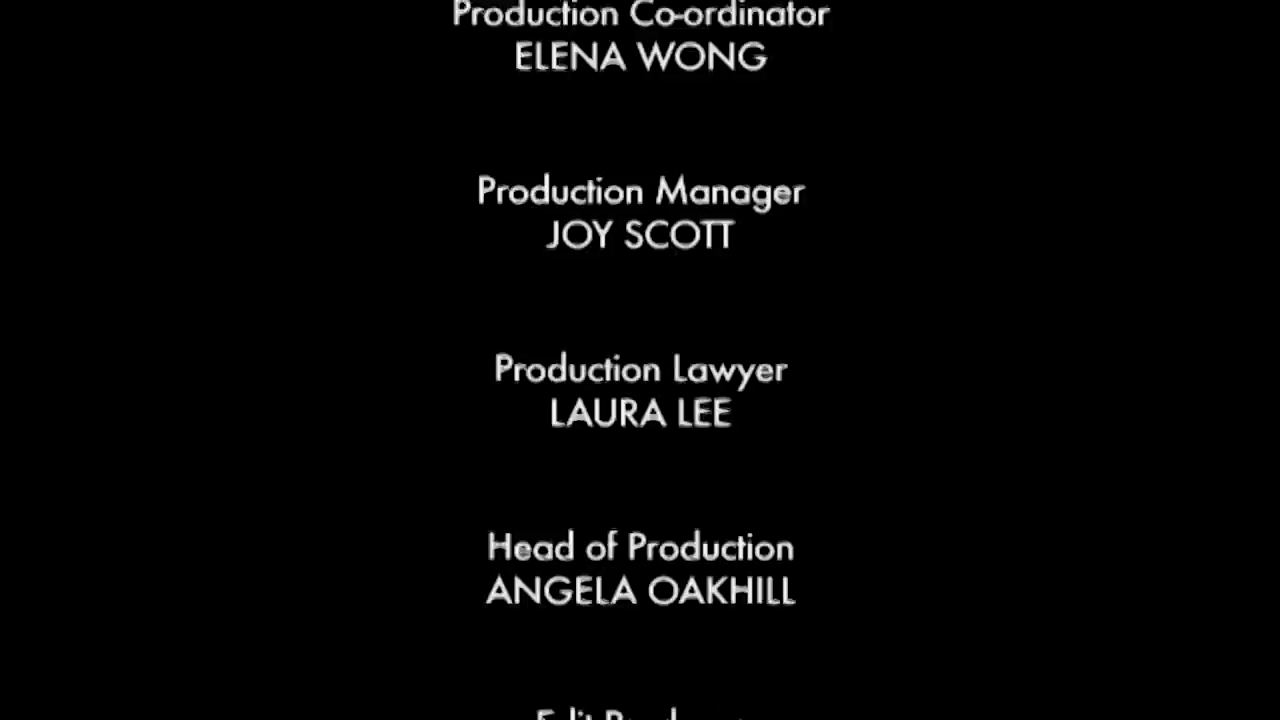 Production Co-ordinator
ELENA WONG
Production Manager
JOY SCOTT
Production Lawyer
LAURA LEE
Head of Production
ANGELA OAKHILL